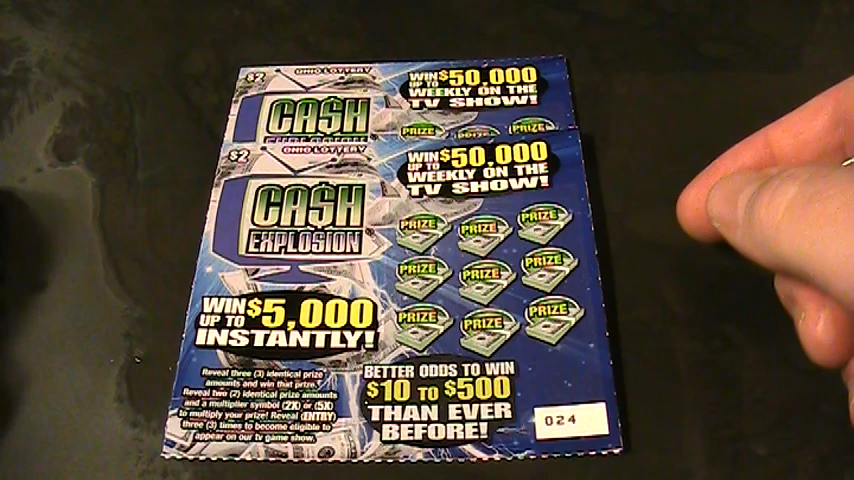 $2
OHIO LOTTERY
CA$H
EXPLOSION
WIN UP TO $50,000
WEEKLY ON THE
TV SHOW!
PRIZE PRIZE PRIZE
$2
OHIO LOTTERY
CA$H
EXPLOSION
WIN UP TO $50,000
WEEKLY ON THE
TV SHOW!
PRIZE PRIZE PRIZE
PRIZE PRIZE PRIZE
PRIZE PRIZE PRIZE
WIN UP TO $5,000
INSTANTLY!
Reveal three (3) identical prize
amounts and win that prize.
Reveal two (2) identical prize amounts
and a multiplier symbol (2X) or (5X)
to multiply your prize! Reveal (ENTRY)
three (3) times to become eligible to
appear on our tv game show.
BETTER ODDS TO WIN
$10 TO $500
THAN EVER
BEFORE!
024